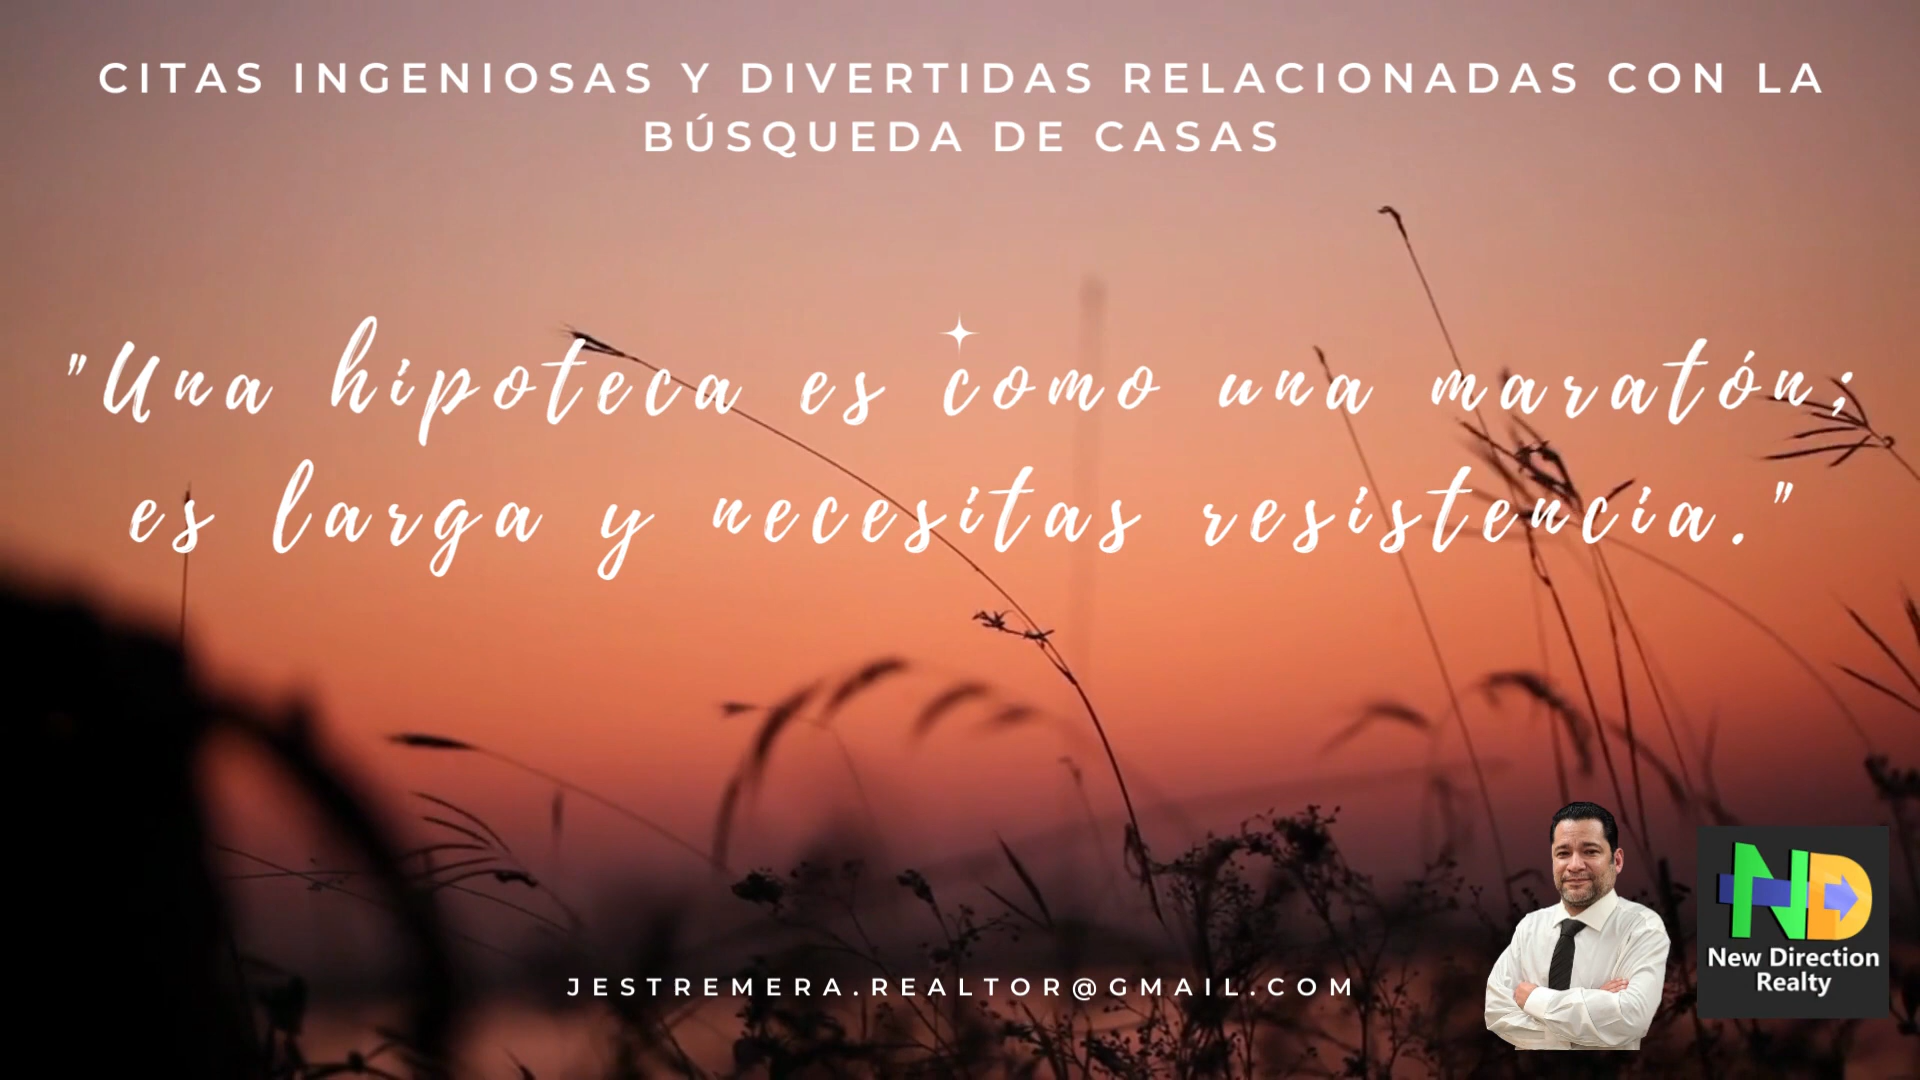 CITAS INGENIOSAS Y DIVERTIDAS RELACIONADAS CON LA
BÚSQUEDA DE CASAS
"Una hipoteca es como una maratón;
es larga y necesitas resistencia."
JESTREMERA.REALTOR@GMAIL.COM
ND
New Direction
Realty